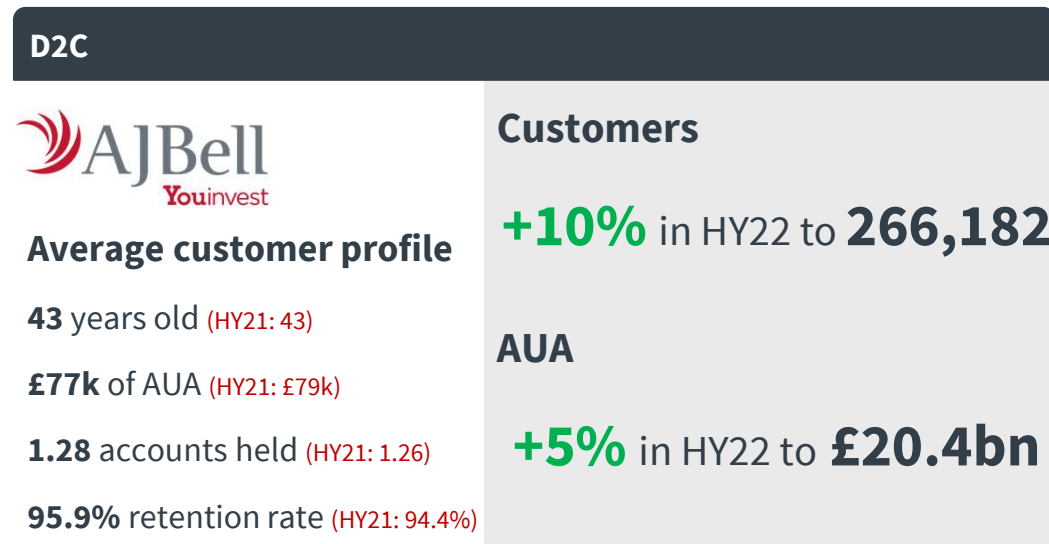 D2C
AJBell
Youinvest
Average customer profile
43 years old (HY21: 43)
£77k of AUA (HY21: £79k)
1.28 accounts held (HY21: 1.26)
95.9% retention rate (HY21: 94.4%)
Customers
+10% in HY22 to 266,182
AUA
+5% in HY22 to £20.4bn